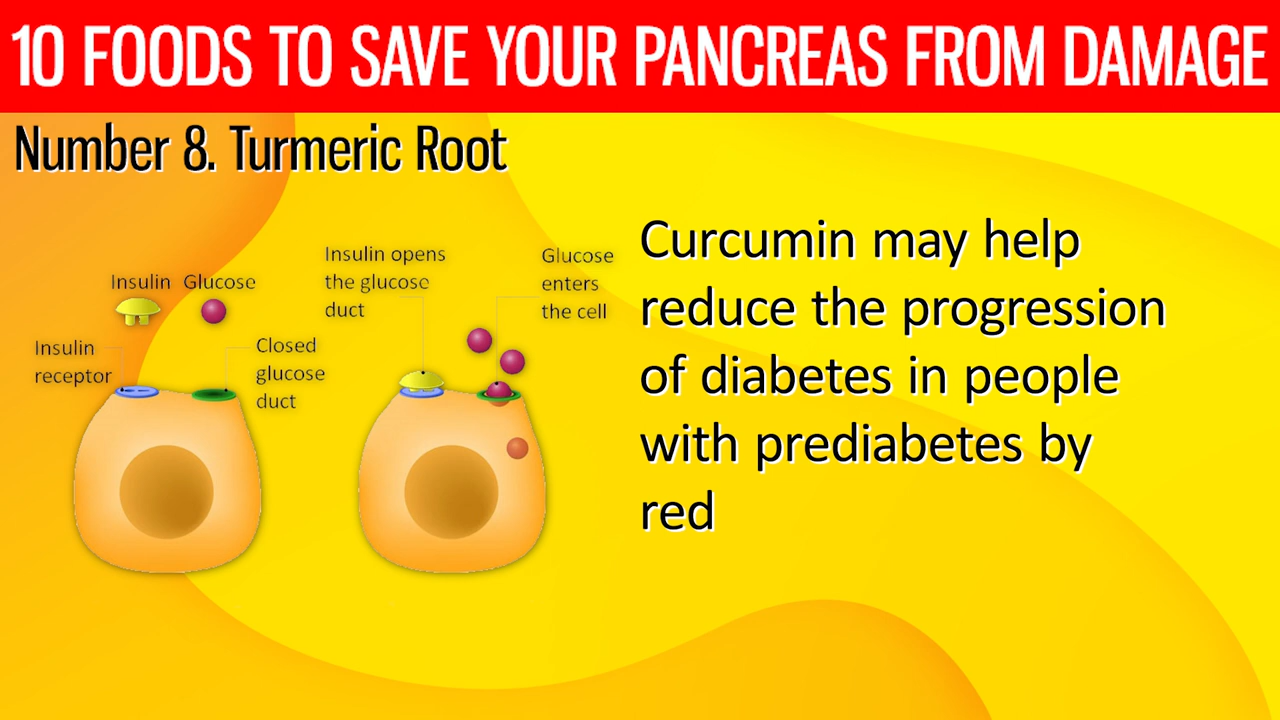 10 FOODS TO SAVE YOUR PANCREAS FROM DAMAGE
Number 8. Turmeric Root
Insulin
Glucose
Insulin
receptor
Closed
glucose
duct
Insulin opens
the glucose
duct
Glucose
enters
the cell
Curcumin may help
reduce the progression
of diabetes in people
with prediabetes by
red